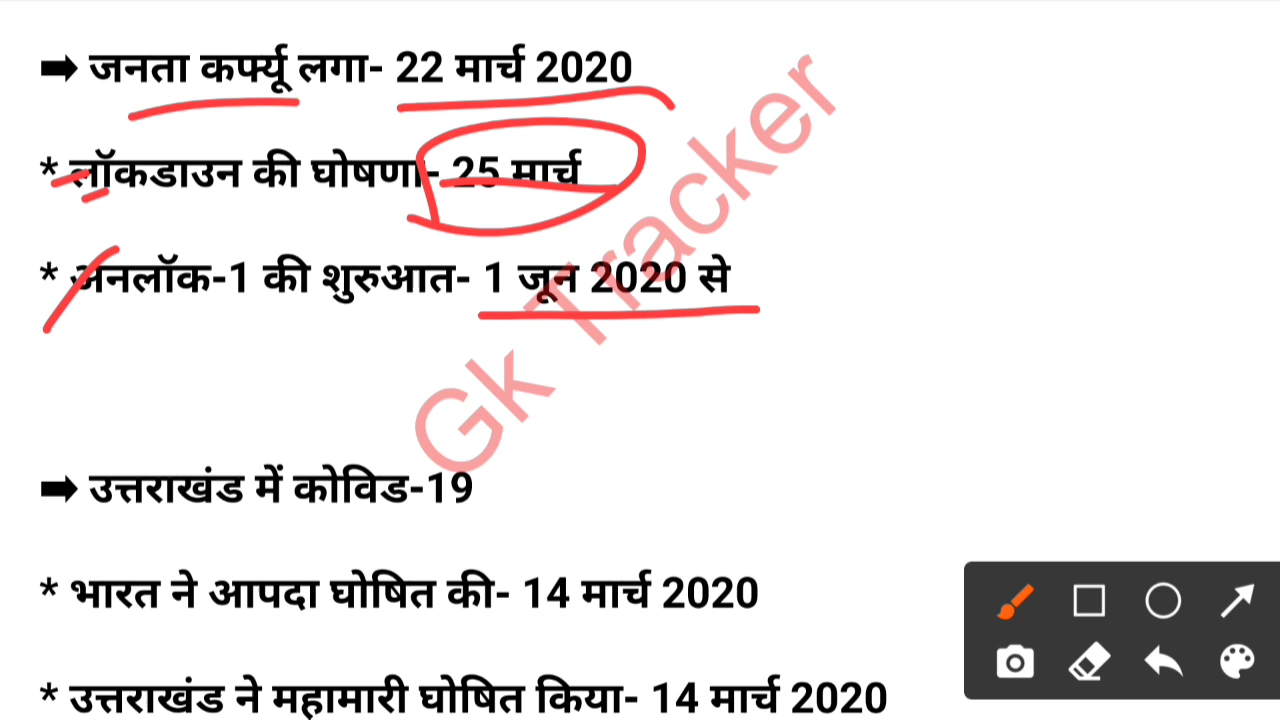 ➡ जनता कर्फ्यू लगा- 22 मार्च 2020
* लॉकडाउन की घोषणा- 25 मार्च
* अनलॉक-1 की शुरुआत- 1 जून 2020 से
Gk Tracker
➡ उत्तराखंड में कोविड-19
* भारत ने आपदा घोषित की- 14 मार्च 2020
* उत्तराखंड ने महामारी घोषित किया- 14 मार्च 2020